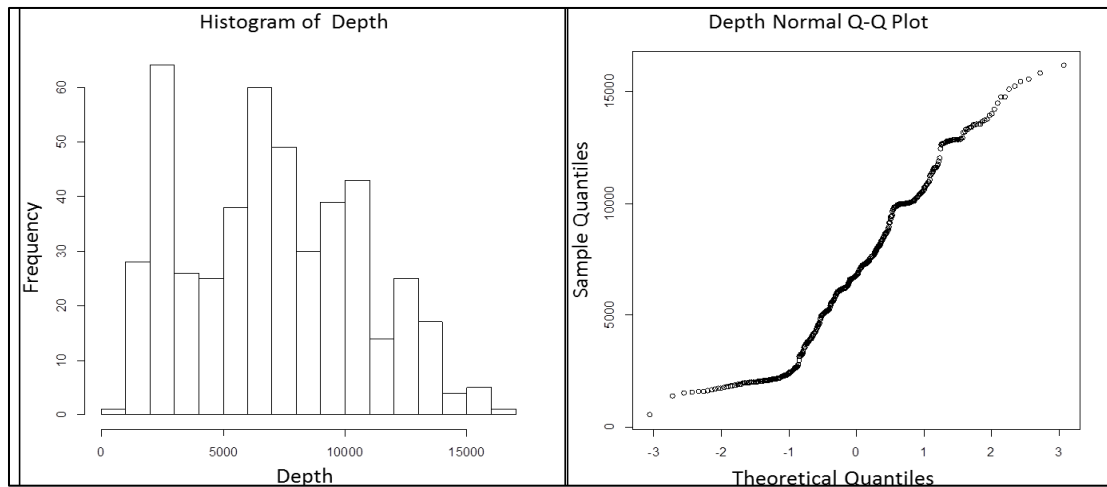 Histogram of Depth
Frequency
60
50
40
30
20
10
0
0 5000 10000 15000
Depth
Depth Normal Q-Q Plot
Sample Quantiles
15000
10000
5000
0
-3 -2 -1 0 1 2 3
Theoretical Quantiles